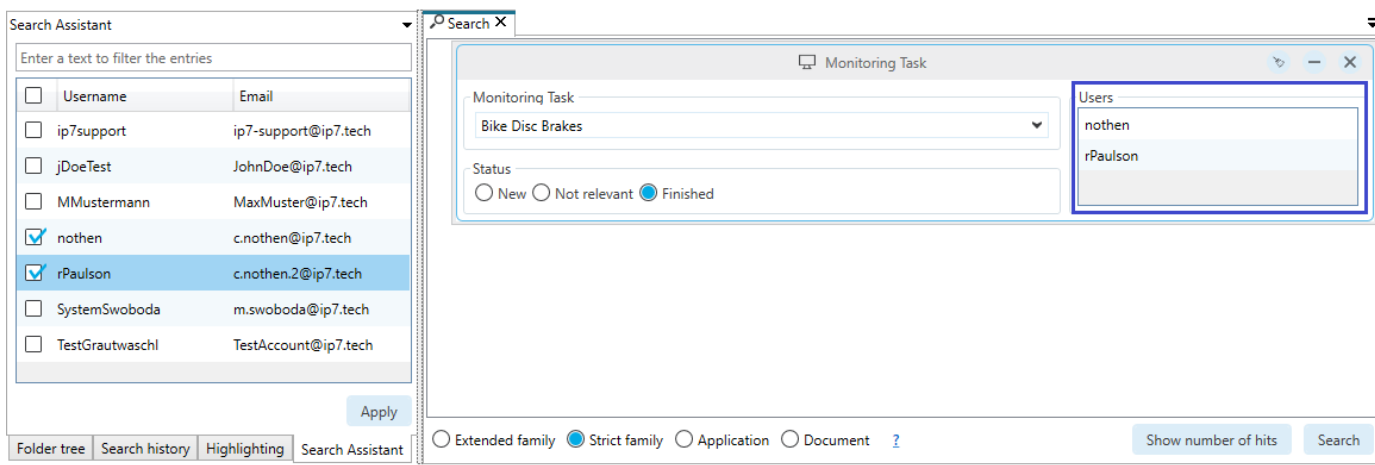 Search Assistant
Enter a text to filter the entries
Username Email
ip7support ip7-support@ip7.tech
jDoeTest JohnDoe@ip7.tech
MMustermann MaxMuster@ip7.tech
nothen c.nothen@ip7.tech
rPaulson c.nothen.2@ip7.tech
SystemSwoboda m.swoboda@ip7.tech
TestGrautwaschl TestAccount@ip7.tech
Apply
Folder tree Search history Highlighting Search Assistant
Search
Monitoring Task
Monitoring Task
Bike Disc Brakes
Status
New Not relevant Finished
Users
nothen
rPaulson
Extended family Strict family Application Document ? Show number of hits Search